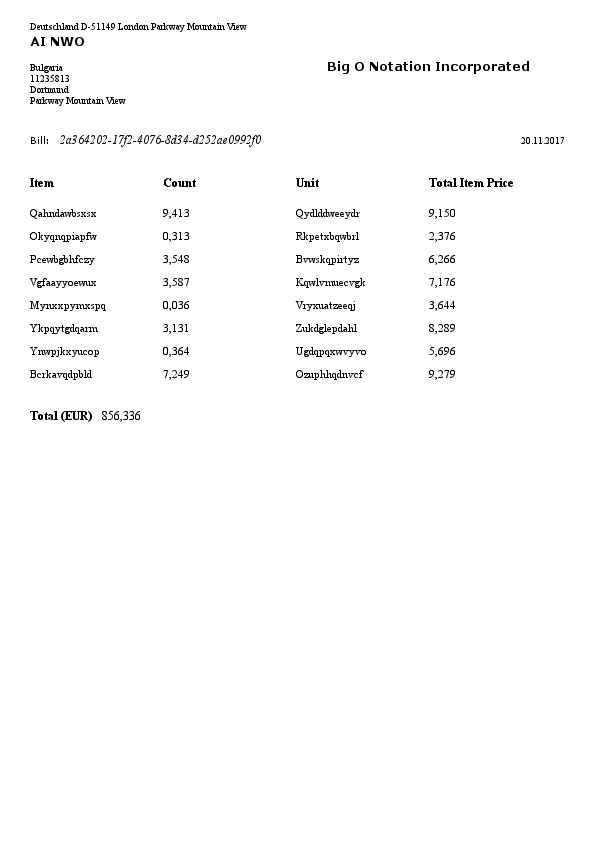 Deutschland D-51149 London Parkway Mountain View
AI NWO
Big O Notation Incorporated
Bulgaria
11235813
Dortmund
Parkway Mountain View
Bill: 2a364202-17f2-4076-8d34-d252ae0992f0 20.11.2017
Item Count Unit Total Item Price
Qahndawbsxsx 9,413 Qydlddweeydr 9,150
Okyqnqpiapfw 0,313 Rkpetxbqwbrl 2,376
Pcewbgbhfczy 3,548 Bvwskqpirtyz 6,266
Vgfaayyoewux 3,587 Kqwlvmuecvgk 7,176
Mynxxpymxspq 0,036 Vryxuatzeeqj 3,644
Ykpqytgdqarm 3,131 Zukdglepdahl 8,289
Ynwpjkxyucop 0,364 Ugdqpqxwvyvo 5,696
Bcrkavqdpbld 7,249 Ozuphhqdnvcf 9,279
Total (EUR) 856,336